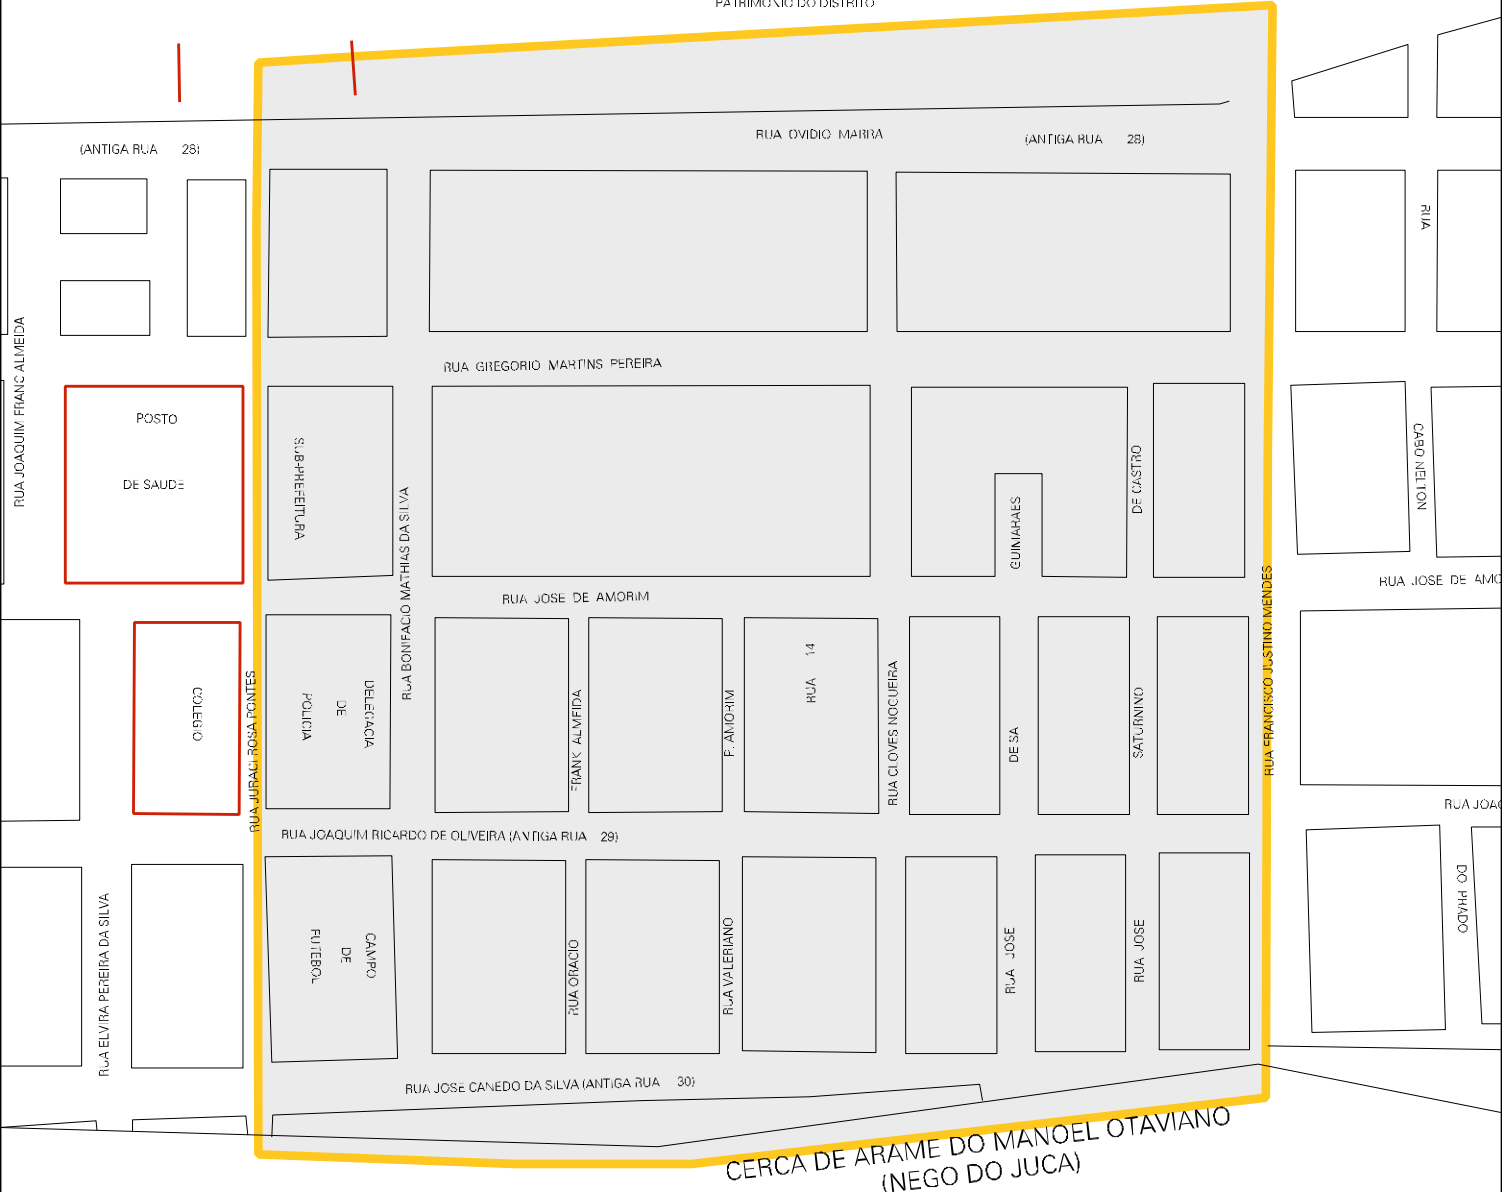 PATRIMONIO DO DISTRITO
RUA OVIDIO MARRA
(ANTIGA RUA 28)
(ANTIGA RUA 28)
RUA
RUA JOAQUIM FRANC ALMEIDA
RUA GREGORIO MARTINS PEREIRA
POSTO
DE SAUDE
SUB-PREFEITURA
RUA BONIFACIO MATHIAS DA SILVA
GUIMARAES
DE CASTRO
CABO NELTON
RUA JOSE DE AMORIM
RUA JOSE DE AMO
RUA FRANCISCO JUSTINO MENDES
COLEGIO
RUA JURACI ROSA PONTES
DELEGACIA
DE
POLICIA
FRANK ALMEIDA
P. AMORIM
RUA 14
RUA CLOVES NOGUEIRA
DE SA
SATURNINO
RUA JOAQUIM RICARDO DE OLIVEIRA (ANTIGA RUA 29)
RUA JOAQ
RUA ELVIRA PEREIRA DA SILVA
CAMPO
DE
FUTEBOL
RUA ORACIO
RUA VALERIANO
RUA JOSE
RUA JOSE
DO PRADO
RUA JOSE CANEDO DA SILVA (ANTIGA RUA 30)
CERCA DE ARAME DO MANOEL OTAVIANO
(NEGO DO JUCA)